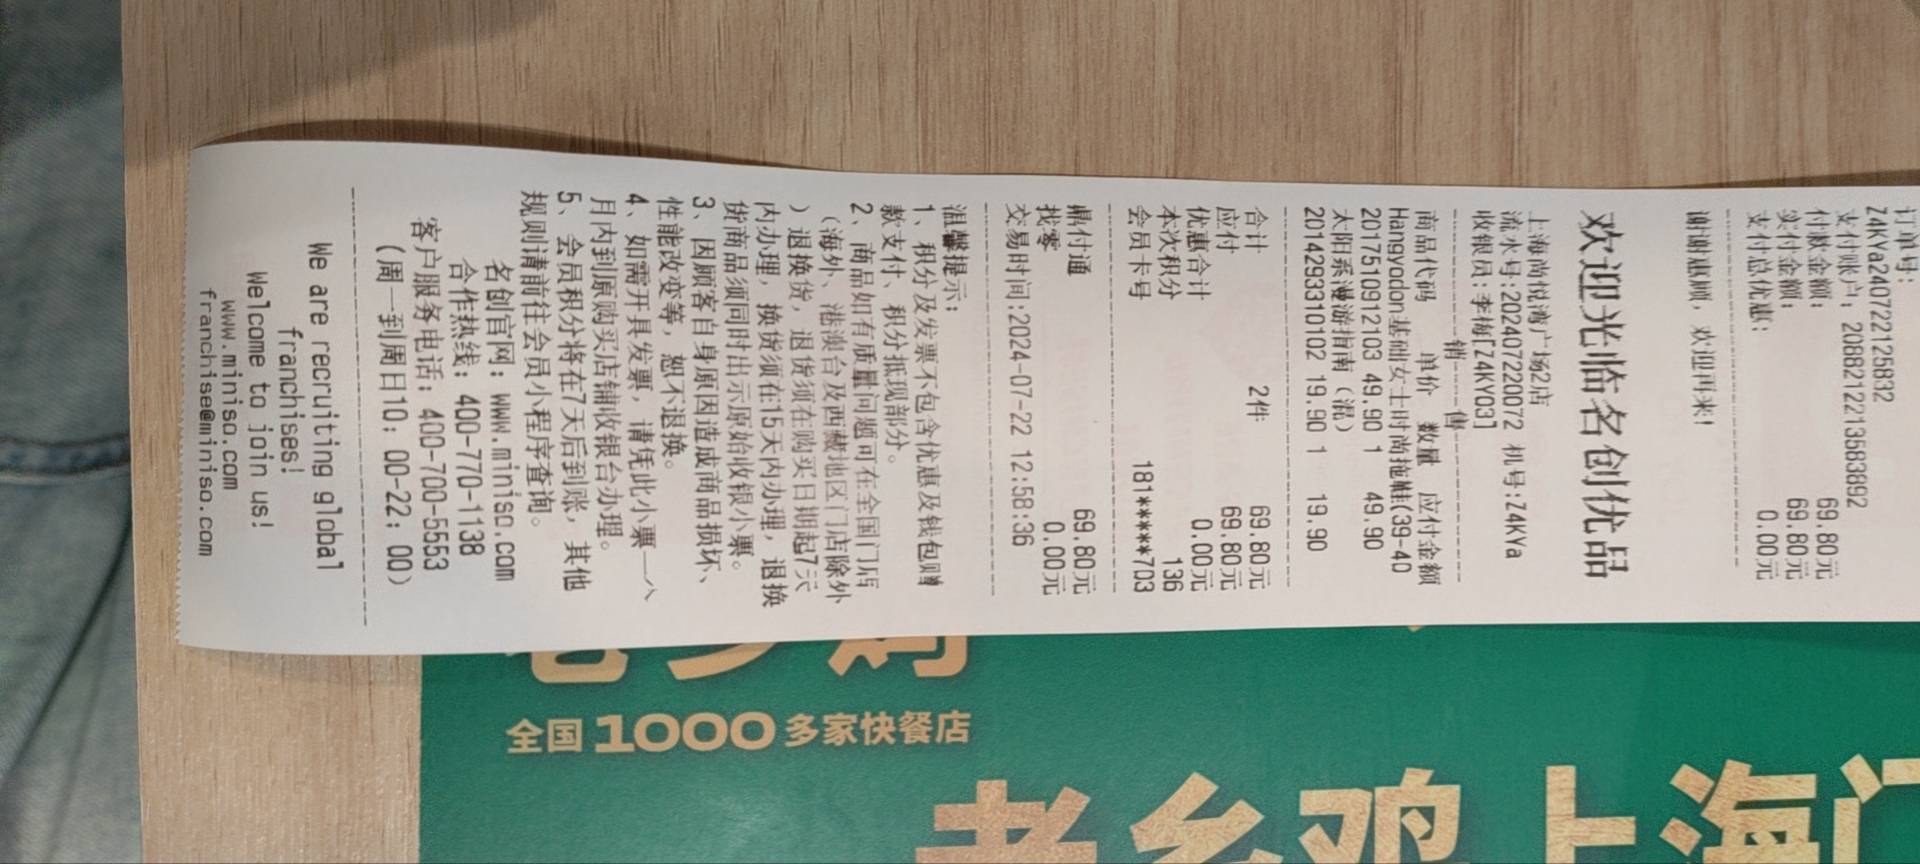 订单号:
Z4KVa240722125832
支付账户: 2088212213583892
付款金额: 69.80元
实付金额: 69.80元
支付总优惠: 0.00元
谢谢惠顾,欢迎再来!
欢迎光临名创优品
上海尚悦湾广场2店
流水号:202407220072 机号:Z4KVa
收银员:李梅[Z4KY03]
销----售
商品代码 单价 数量 应付金额
Hangyodon基础女士时尚拖鞋(39-40
2017510912103 49.90 1 49.90
太阳系漫游指南(混)
2014293310102 19.90 1 19.90
合计 2件 69.80元
应付 69.80元
优惠合计 0.00元
本次积分 136
会员卡号 181******703
鼎付通 69.80元
找零 0.00元
交易时间:2024-07-22 12:58:36
温馨提示:
1、积分及发票不包含优惠及钱包赠
款支付、积分抵现部分。
2、商品如有质量问题可在全国门店
(海外、港澳台及西藏地区门店除外
)退换货,退货须在购买日期起7天
内办理,换货须在15天内办理,退换
货商品须同时出示原始收银小票。
3、因顾客自身原因造成商品损坏、
性能改变等,恕不退换。
4、如需开具发票,请凭此小票一个
月内到原购买店铺收银台办理。
5、会员积分将在7天后到账,其他
规则请前往会员小程序查询。
名创官网: www.miniso.com
合作热线: 400-770-1138
客户服务电话: 400-700-5553
(周一到周日10:00-22:00)
We are recruiting global
franchises!
Welcome to join us!
www.miniso.com
franchise@miniso.com
全国1000多家快餐店
老乡鸡上海门